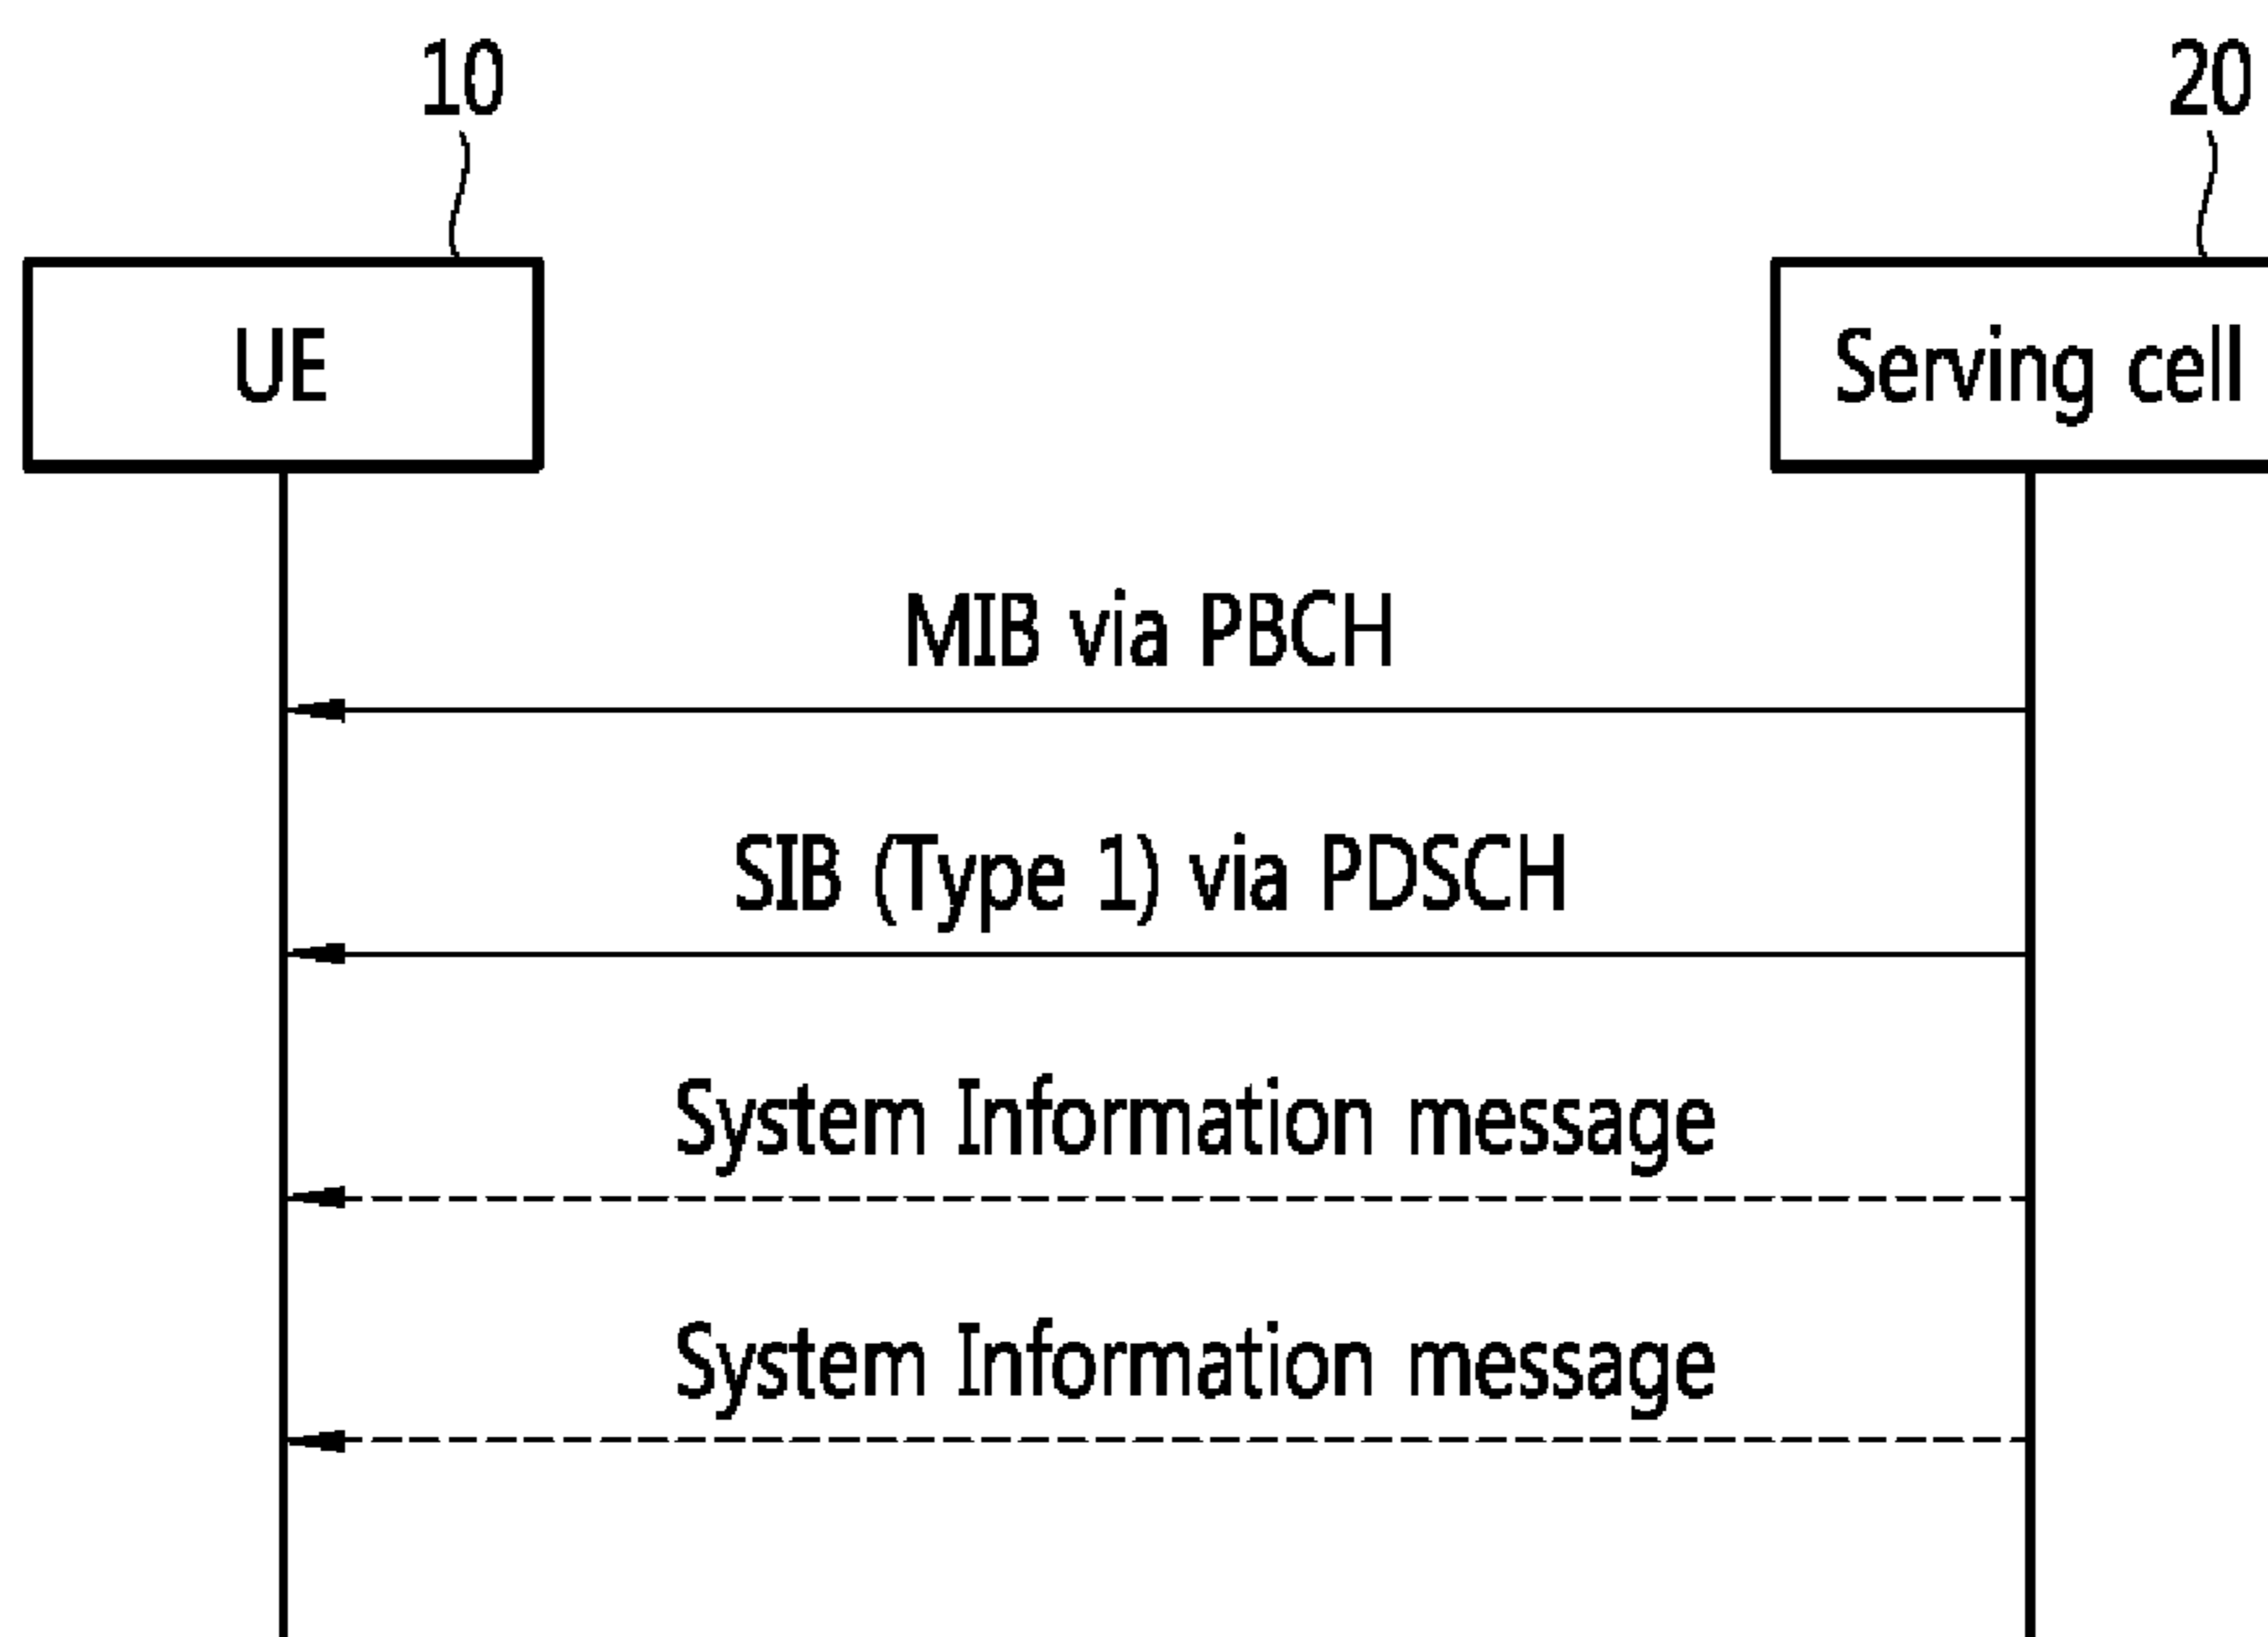 10
20
UE
Serving cell
MIB via PBCH
SIB (Type 1) via PDSCH
System Information message
System Information message